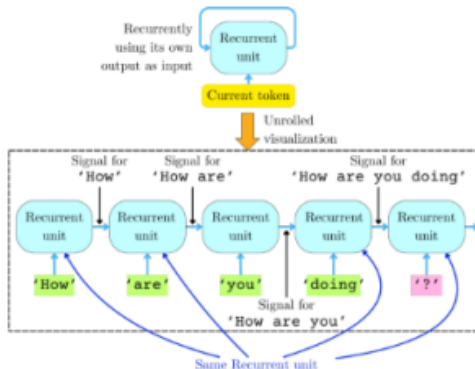 Recurrently
using its own
output as input
Recurrent
unit
Current token
Unrolled
visualization
Signal for
'How'
Signal for
'How are'
Signal for
'How are you doing'
Recurrent
unit
Recurrent
unit
Recurrent
unit
Recurrent
unit
Recurrent
unit
'How'
'are'
'you'
'doing'
'?'
Signal for
'How are you'
Same Recurrent unit